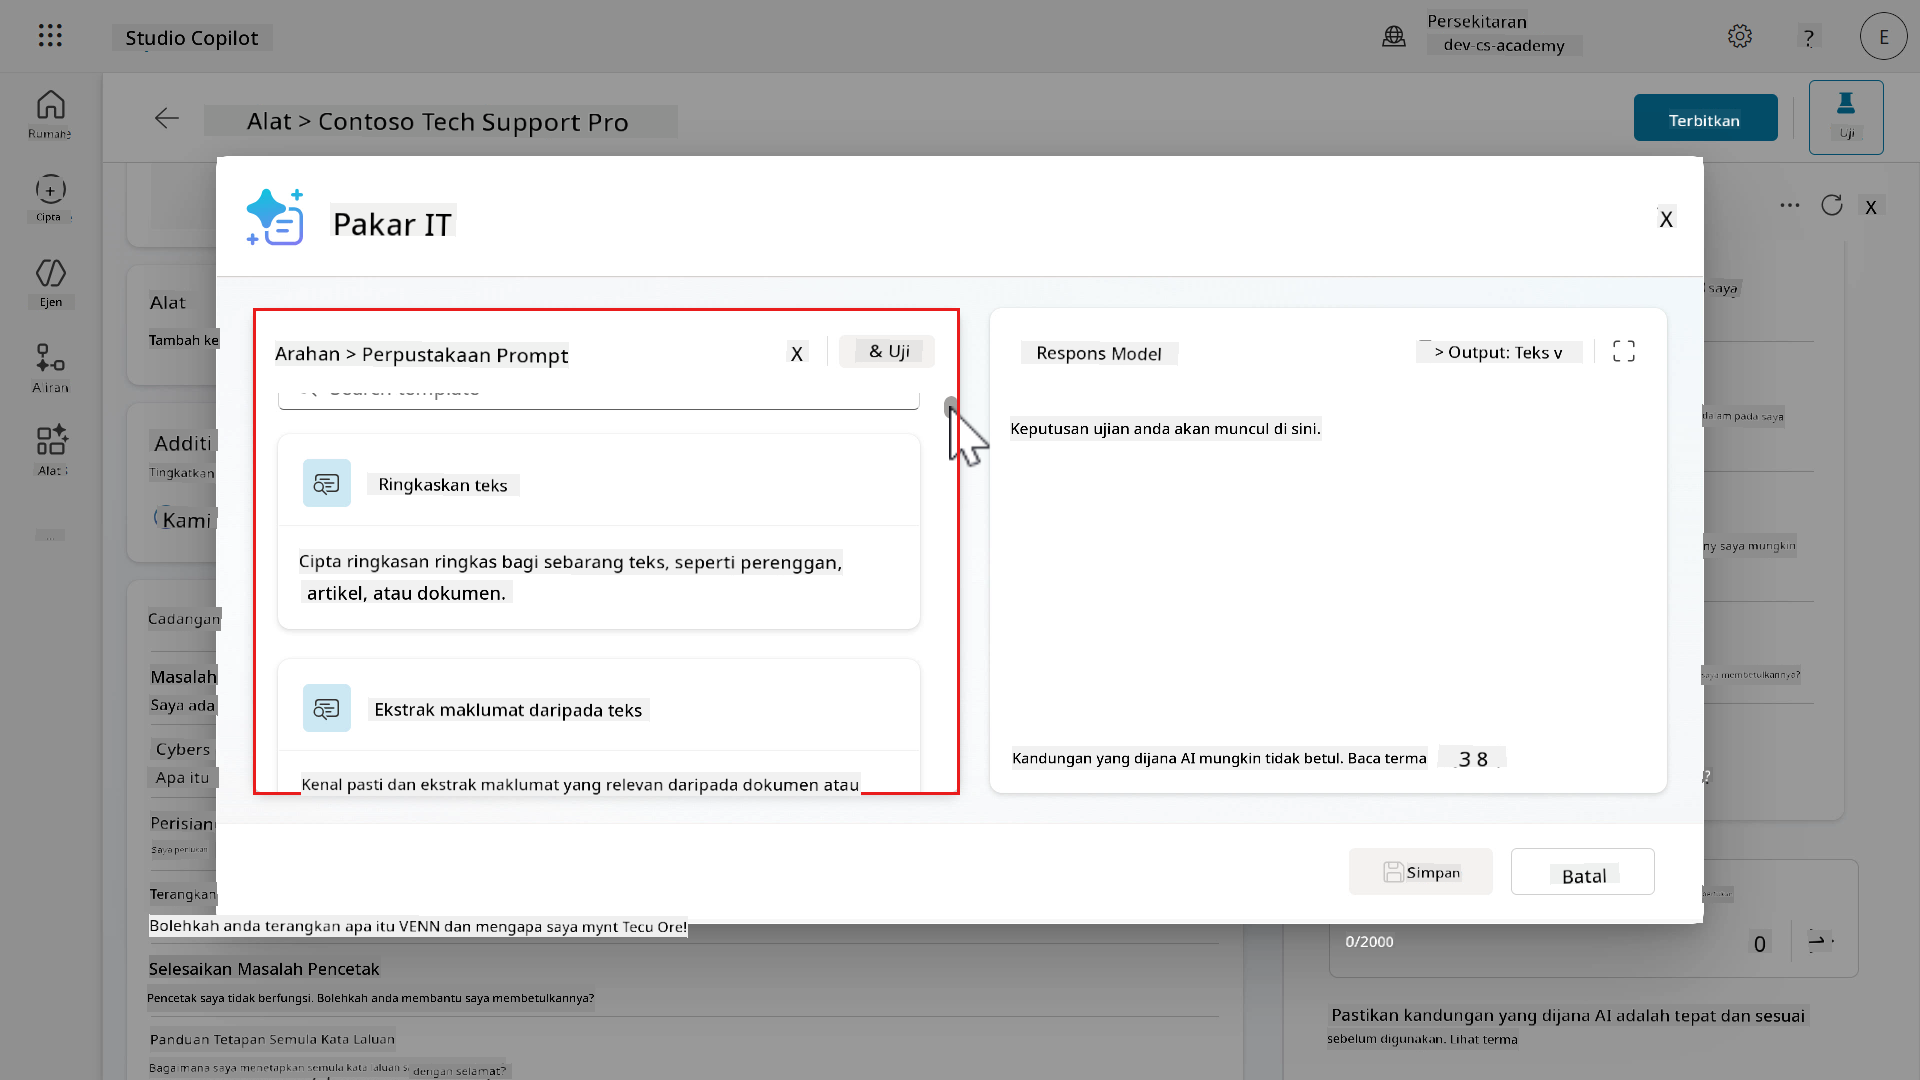 Studio Copilot
Persekitaran
dev-cs-academy
?
E
Rumahe
Cipta
Ejen
Aliran
Alat :
...
Alat > Contoso Tech Support Pro
Terbitkan
Uji
X
Alat
Tambah ke
Additi
Tingkatkan
Kami
Cadangan
Masalah
Saya ada
Cybers
Apa itu
Perisian
Terangkan
Bolehkah anda terangkan apa itu VENN dan mengapa saya mynt Tecu Ore!
Selesaikan Masalah Pencetak
Pencetak saya tidak berfungsi. Bolehkah anda membantu saya membetulkannya?
Panduan Tetapan Semula Kata Laluan
Bagaimana saya menetapkan semula kata laluan s dengan selamat?
Pakar IT
X
Arahan > Perpustakaan Prompt
X
& Uji
Ringkaskan teks
Cipta ringkasan ringkas bagi sebarang teks, seperti perenggan,
artikel, atau dokumen.
Ekstrak maklumat daripada teks
Kenal pasti dan ekstrak maklumat yang relevan daripada dokumen atau
Respons Model
> Output: Teks v
Keputusan ujian anda akan muncul di sini.
Kandungan yang dijana AI mungkin tidak betul. Baca terma
3 8
Simpan
Batal
saya
dalam pada saya
ny saya mungkin
saya membetulkannya?
?
0/2000
0
Pastikan kandungan yang dijana AI adalah tepat dan sesuai
sebelum digunakan. Lihat terma